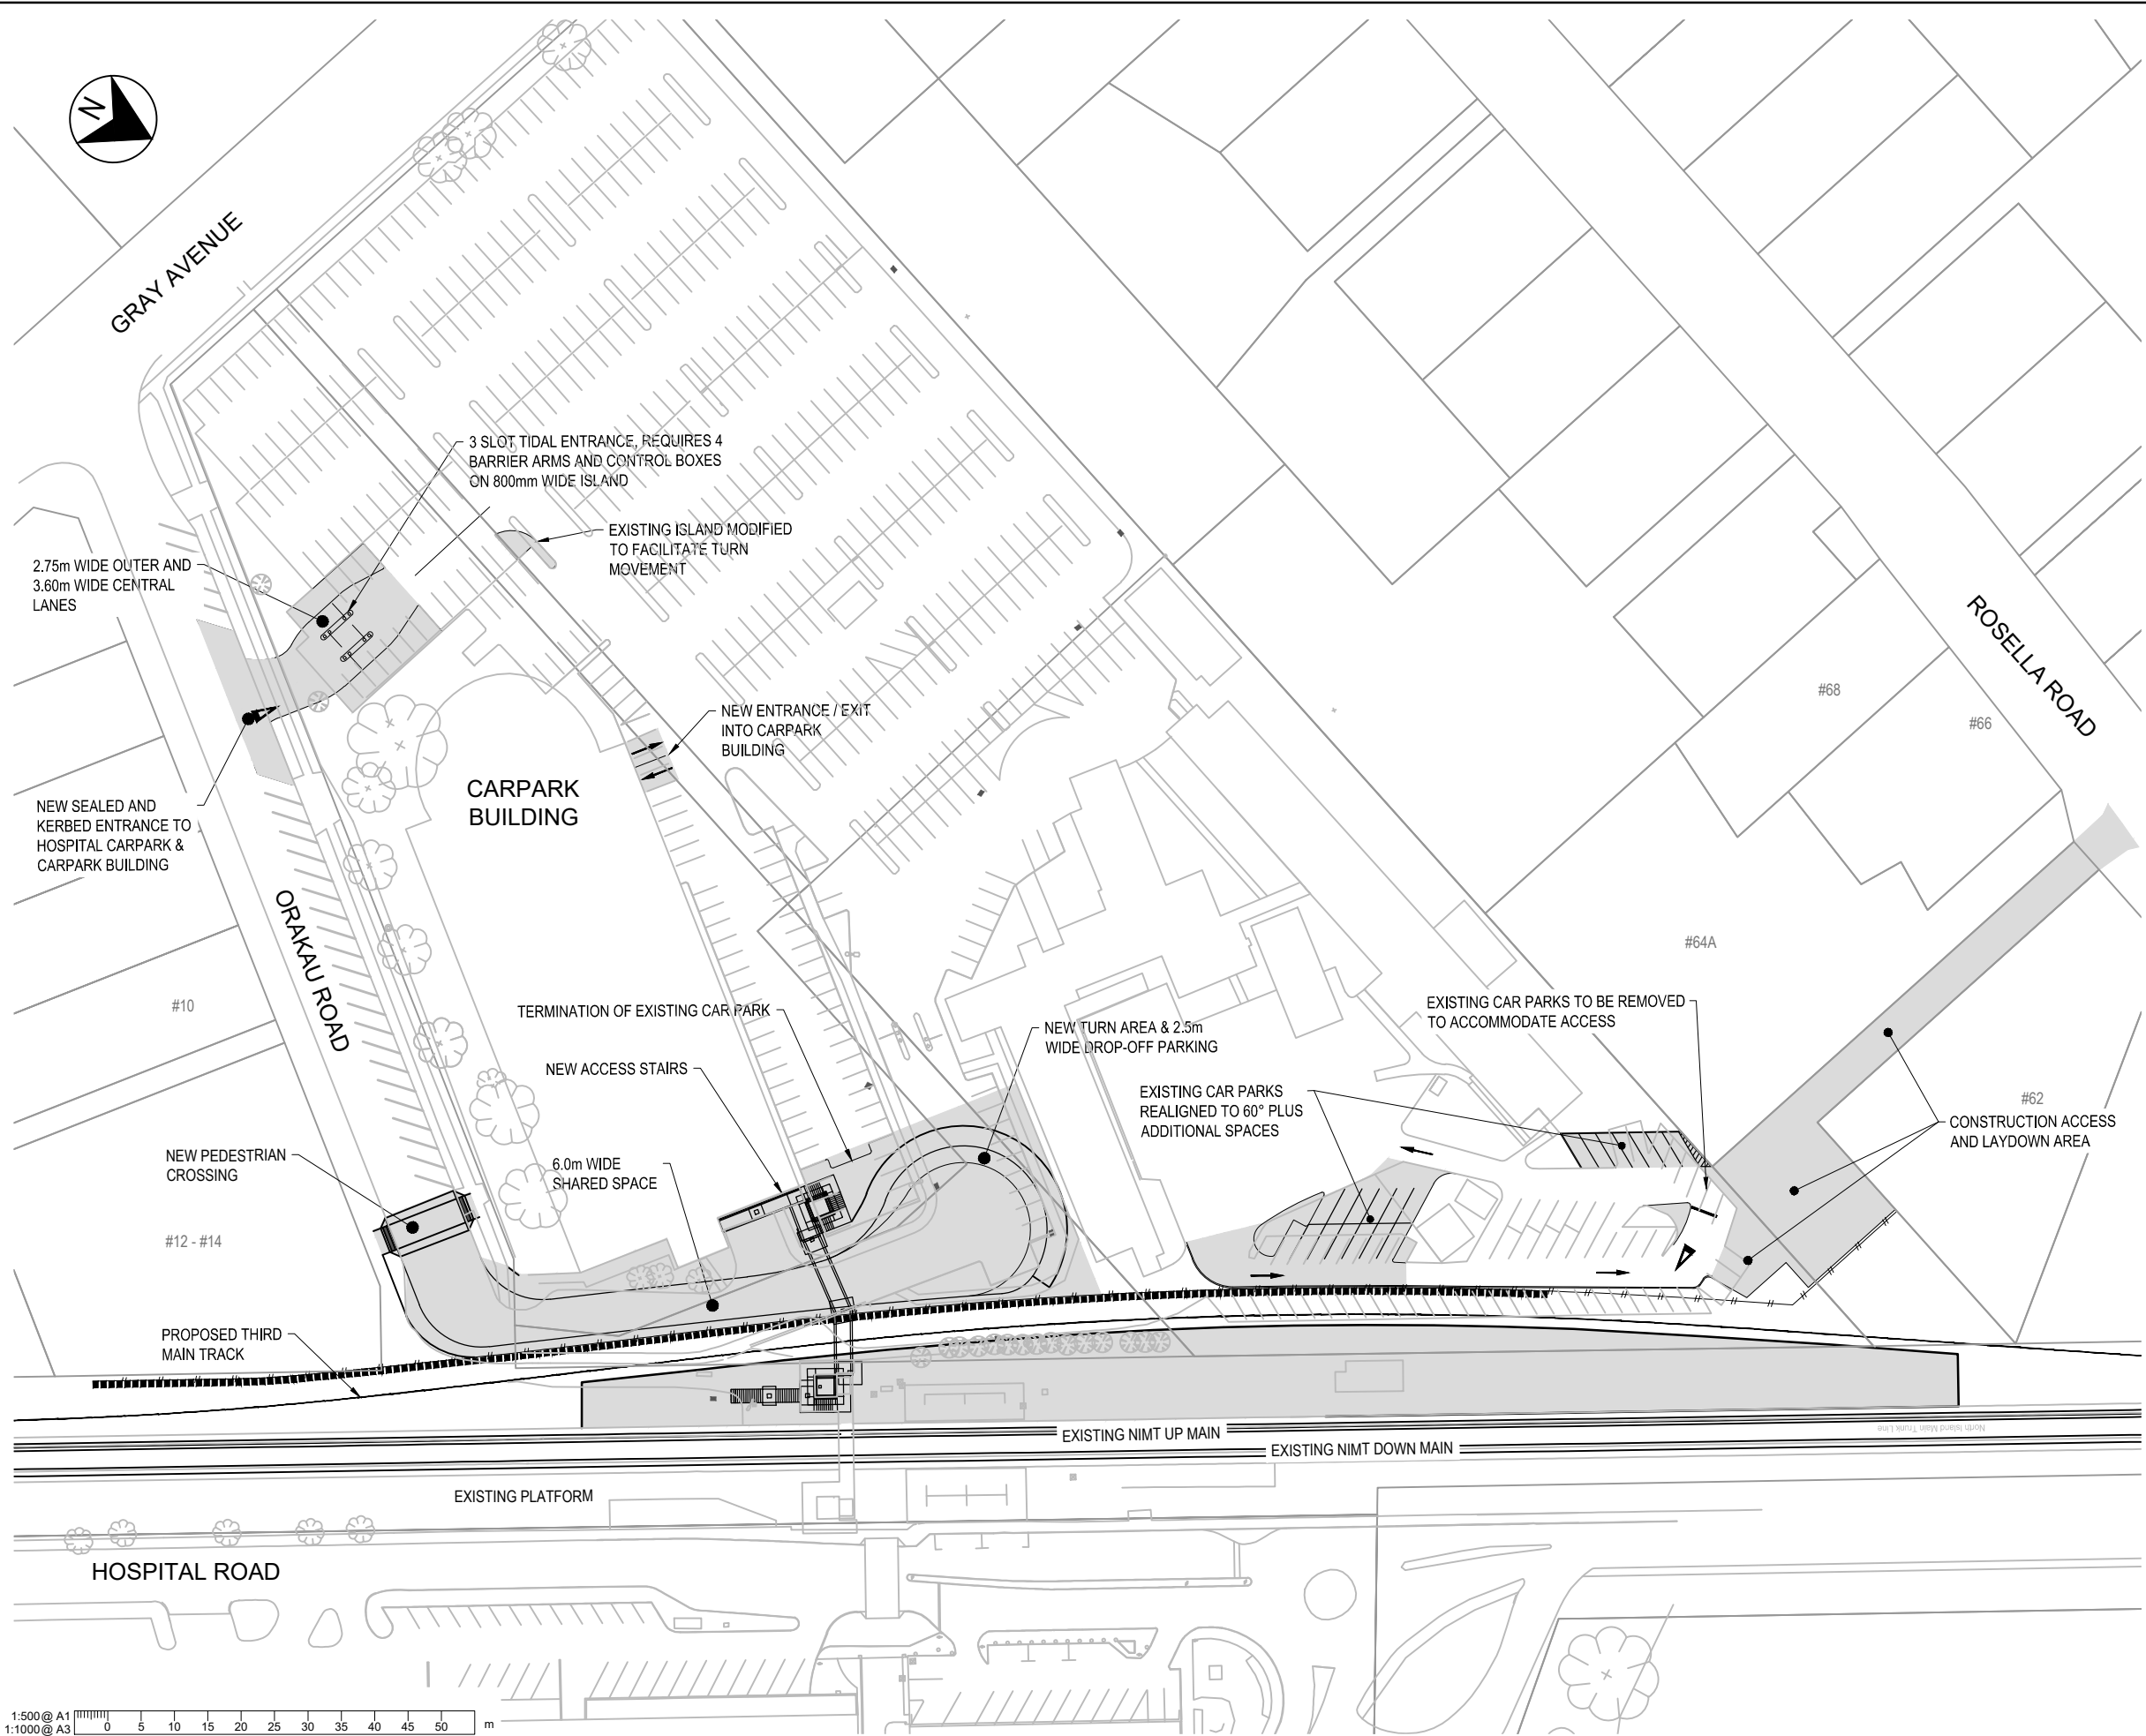 N
GRAY AVENUE
3 SLOT TIDAL ENTRANCE, REQUIRES 4
BARRIER ARMS AND CONTROL BOXES
ON 800mm WIDE ISLAND
EXISTING ISLAND MODIFIED
TO FACILITATE TURN
MOVEMENT
2.75m WIDE OUTER AND
3.60m WIDE CENTRAL
LANES
ROSELLA ROAD
#68
#66
NEW ENTRANCE / EXIT
INTO CARPARK
BUILDING
CARPARK
BUILDING
NEW SEALED AND
KERBED ENTRANCE TO
HOSPITAL CARPARK &
CARPARK BUILDING
ORAKAU ROAD
#10
#64A
TERMINATION OF EXISTING CAR PARK
EXISTING CAR PARKS TO BE REMOVED
TO ACCOMMODATE ACCESS
NEW TURN AREA & 2.5m
WIDE DROP-OFF PARKING
NEW ACCESS STAIRS
EXISTING CAR PARKS
REALIGNED TO 60° PLUS
ADDITIONAL SPACES
#62
CONSTRUCTION ACCESS
AND LAYDOWN AREA
NEW PEDESTRIAN
CROSSING
6.0m WIDE
SHARED SPACE
#12 - #14
PROPOSED THIRD
MAIN TRACK
EXISTING NIMT UP MAIN
North Island Main Trunk Line
EXISTING NIMT DOWN MAIN
EXISTING PLATFORM
HOSPITAL ROAD
1:500 @ A1
1:1000 @ A3
0 5 10 15 20 25 30 35 40 45 50 m